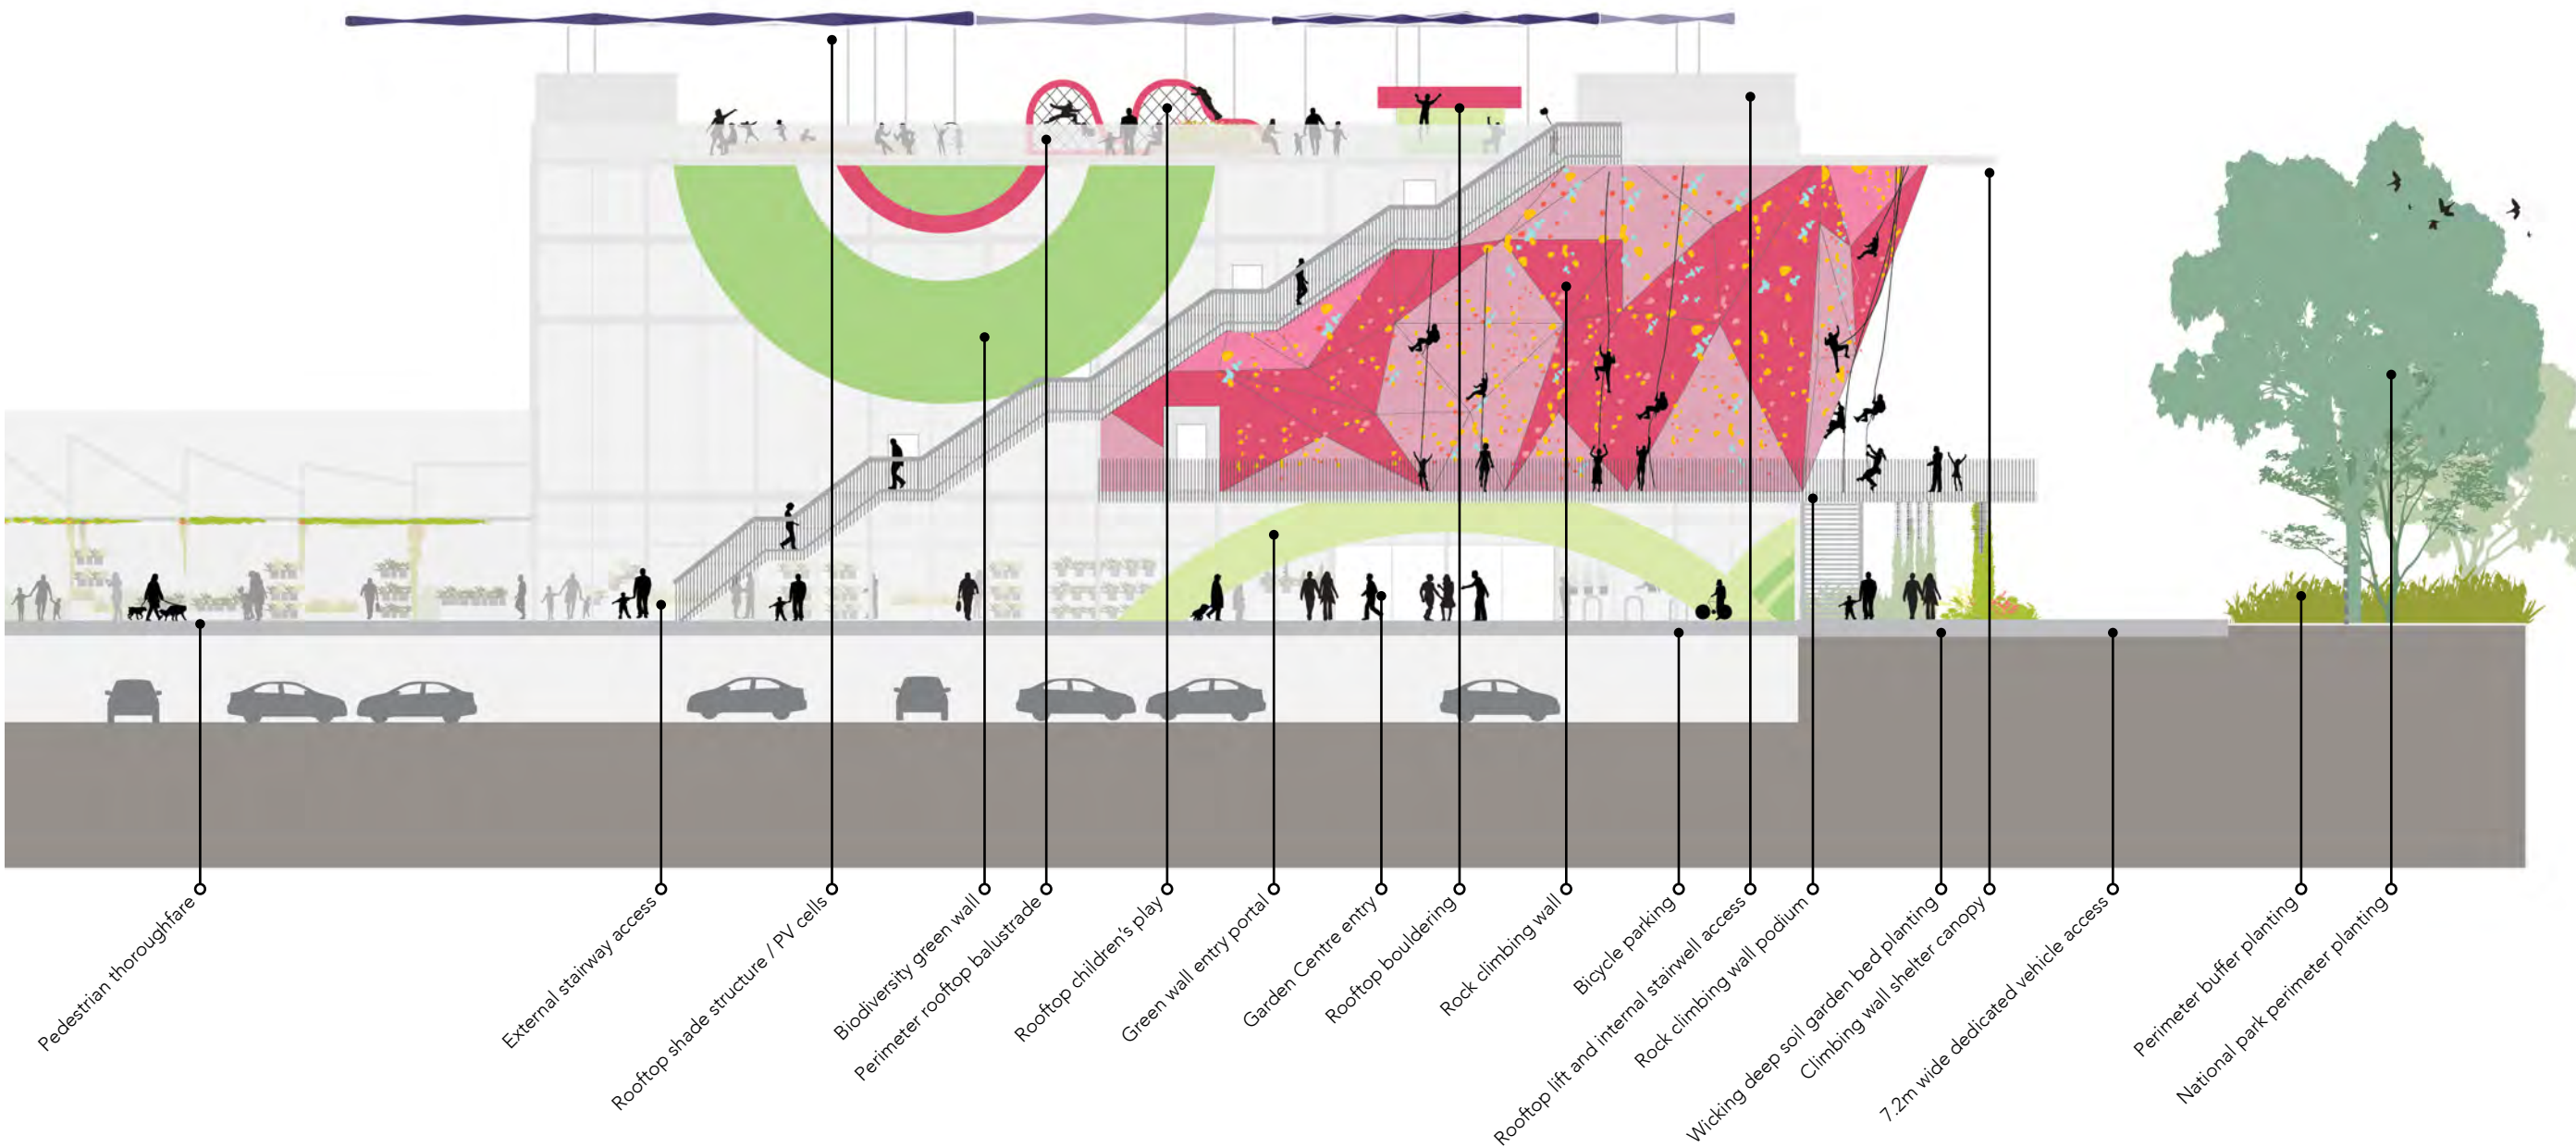 Pedestrian thoroughfare
External stairway access
Rooftop shade structure / PV cells
Biodiversity green wall
Perimeter rooftop balustrade
Rooftop children's play
Green wall entry portal
Garden Centre entry
Rooftop bouldering
Rock climbing wall
Bicycle parking
Rooftop lift and internal stairwell access
Rock climbing wall podium
Wicking deep soil garden bed planting
Climbing wall shelter canopy
7.2m wide dedicated vehicle access
Perimeter buffer planting
National park perimeter planting